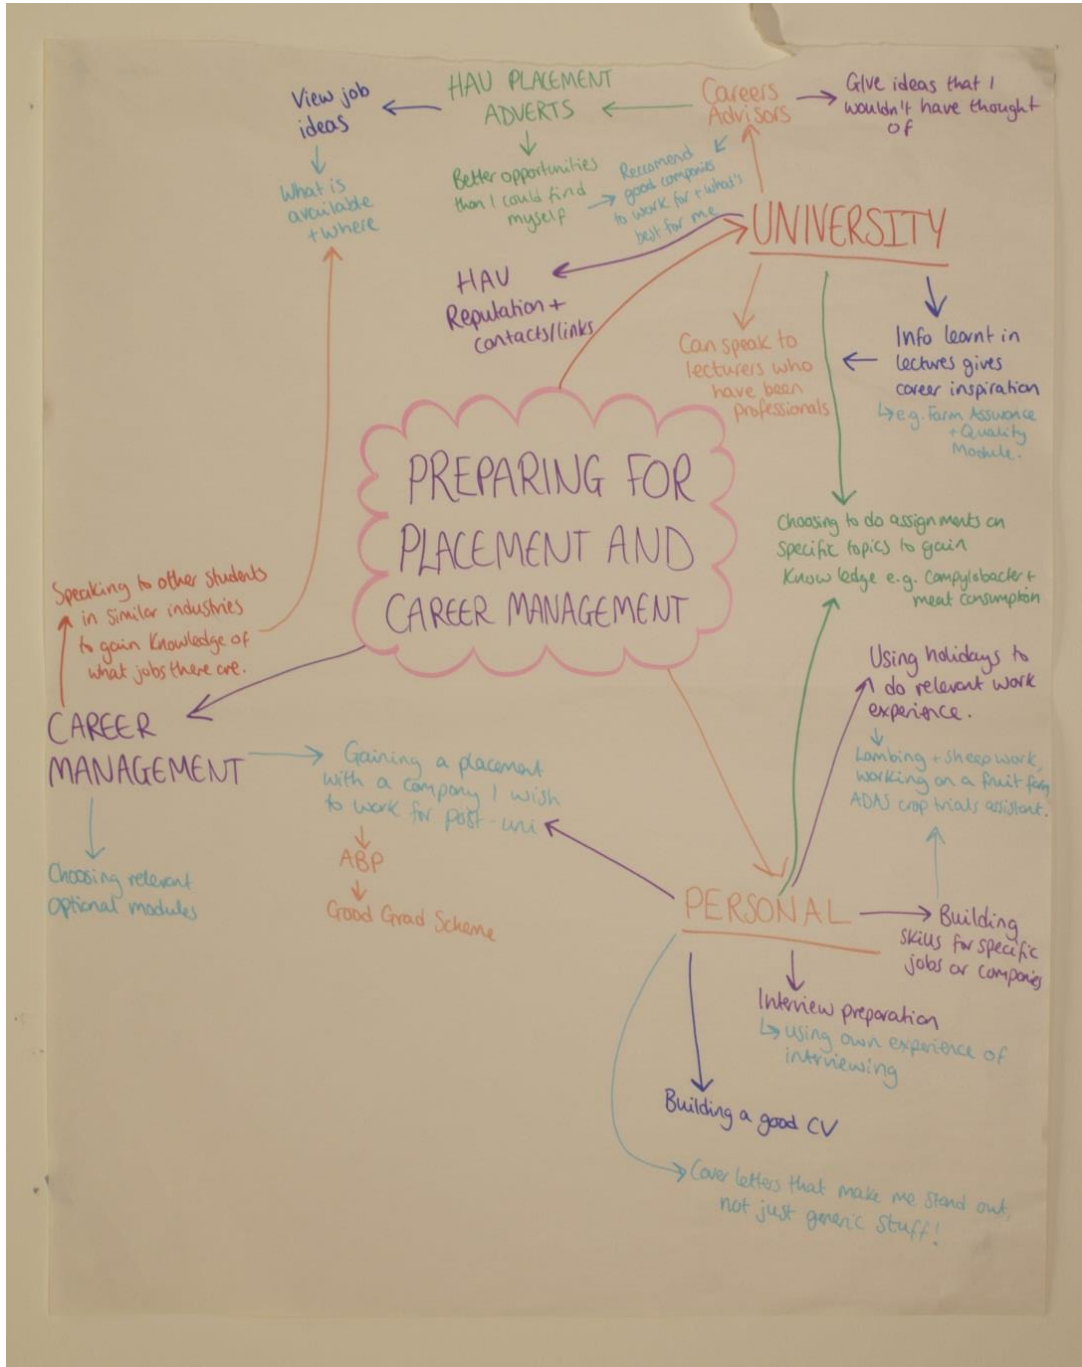 View job
ideas
What is
available
+ where
HAU PLACEMENT
ADVERTS
Better opportunities
than I could find
myself
Careers
Advisors
Reccomend
good companies
to work for + what's
best for me
Give ideas that I
wouldn't have thought
of
UNIVERSITY
HAU
Reputation +
contacts/links
Can speak to
lecturers who
have been
professionals
Info learnt in
lectures gives
career inspiration
e.g. Farm Assurance
+ Quality
Module.
PREPARING FOR
PLACEMENT AND
CAREER MANAGEMENT
Choosing to do assignments on
specific topics to gain
Knowledge e.g. Campylobacter +
meat consumption
Speaking to other students
in similar industries
to gain Knowledge of
what jobs there are.
CAREER
MANAGEMENT
Choosing relevant
optional modules
Gaining a placement
with a company I wish
to work for post-uni
ABP
Good Grad Scheme
Using holidays to
do relevant work
experience.
Lambing + sheep work,
working on a fruit farm,
ADAS crop trials assistant.
PERSONAL
Building
skills for specific
jobs or companies
Interview preparation
using own experience of
interviewing
Building a good CV
Cover letters that make me stand out,
not just generic stuff!